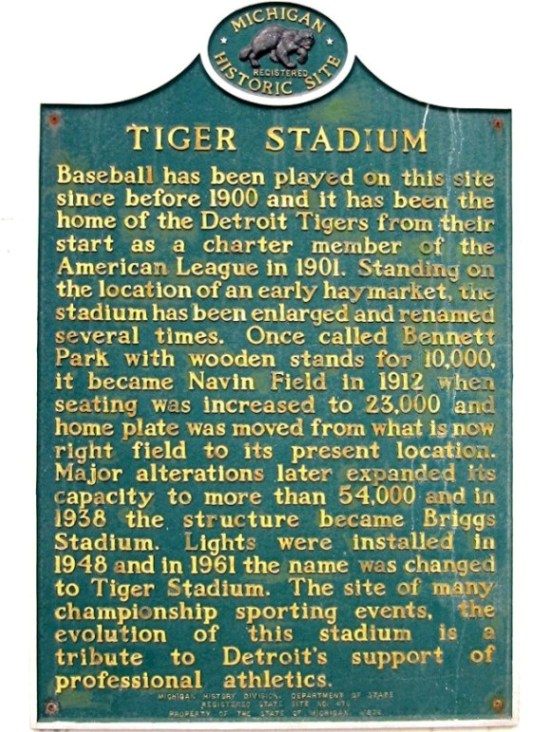 MICHIGAN
REGISTERED
HISTORIC SITE
TIGER STADIUM
Baseball has been played on this site
since before 1900 and it has been the
home of the Detroit Tigers from their
start as a charter member of the
American League in 1901. Standing on
the location of an early haymarket, the
stadium has been enlarged and renamed
several times. Once called Bennett
Park with wooden stands for 10,000,
it became Navin Field in 1912 when
seating was increased to 23,000 and
home plate was moved from what is now
right field to its present location.
Major alterations later expanded its
capacity to more than 54,000 and in
1938 the structure became Briggs
Stadium. Lights were installed in
1948 and in 1961 the name was changed
to Tiger Stadium. The site of many
championship sporting events, the
evolution of this stadium is a
tribute to Detroit's support of
professional athletics.
MICHIGAN HISTORY DIVISION, DEPARTMENT OF STATE
REGISTERED STATE SITE NO.
PROPERTY OF THE STATE OF MICHIGAN